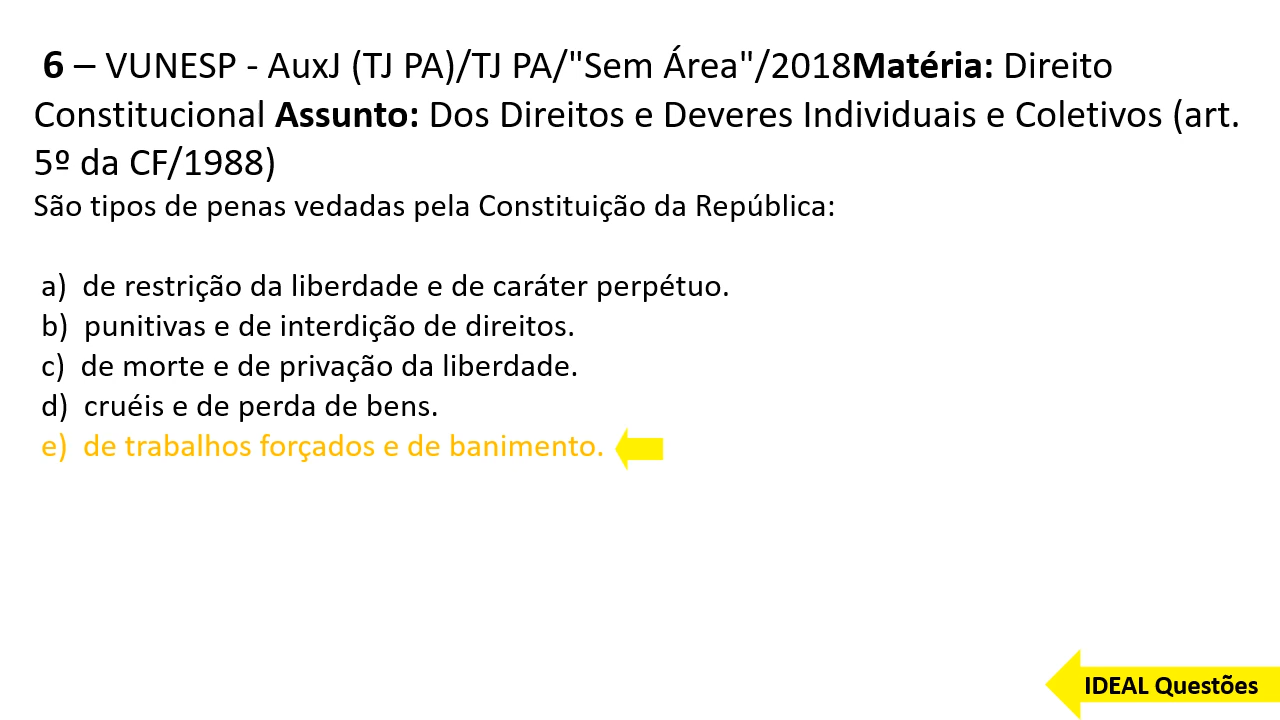 6 – VUNESP - AuxJ (TJ PA)/TJ PA/"Sem Área"/2018Matéria: Direito
Constitucional Assunto: Dos Direitos e Deveres Individuais e Coletivos (art.
5º da CF/1988)
São tipos de penas vedadas pela Constituição da República:
a) de restrição da liberdade e de caráter perpétuo.
b) punitivas e de interdição de direitos.
c) de morte e de privação da liberdade.
d) cruéis e de perda de bens.
e) de trabalhos forçados e de banimento.
IDEAL Questões